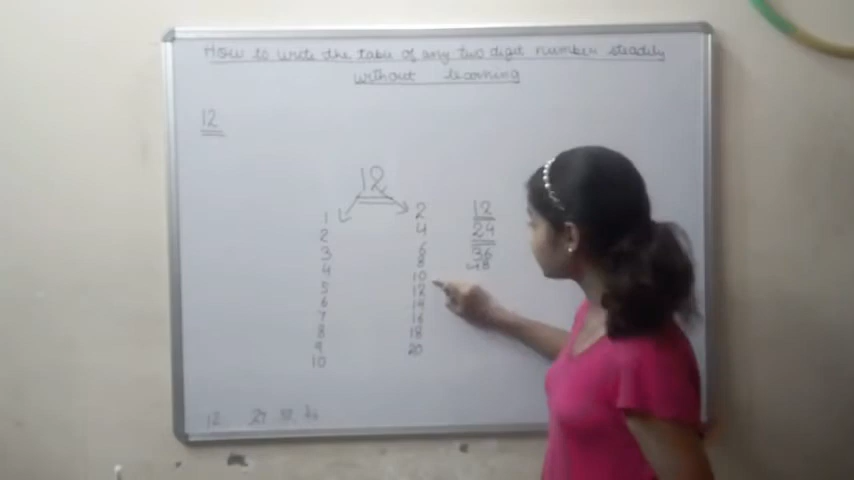 How to write the table of any two digit number steadily
without learning
12
12
1 2 12
2 4 24
3 6 36
4 8 48
5 10
6 12
7 14
8 16
9 18
10 20
12